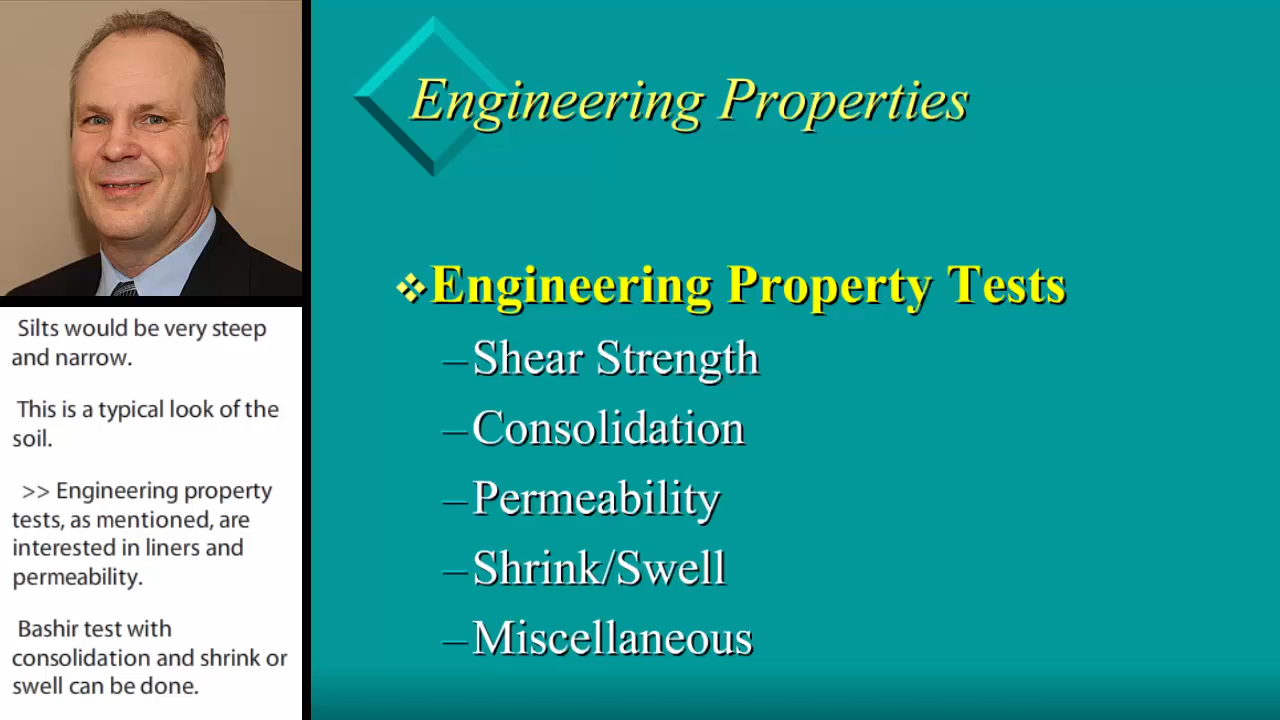 Engineering Properties
Silts would be very steep
and narrow.
This is a typical look of the
soil.
>> Engineering property
tests, as mentioned, are
interested in liners and
permeability.
Bashir test with
consolidation and shrink or
swell can be done.
Engineering Property Tests
–Shear Strength
–Consolidation
–Permeability
–Shrink/Swell
–Miscellaneous